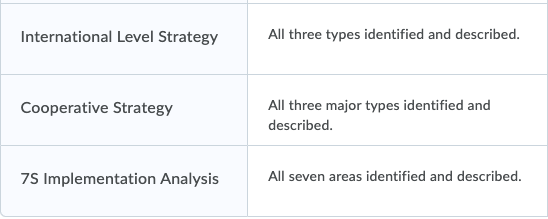 International Level Strategy
All three types identified and described.
Cooperative Strategy
All three major types identified and
described.
7S Implementation Analysis
All seven areas identified and described.